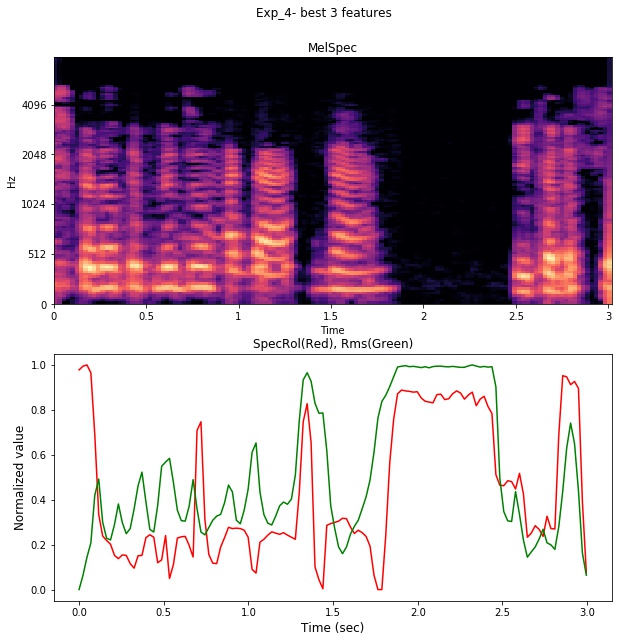 Exp_4- best 3 features
MelSpec
4096
2048
1024
512
0
Hz
0 0.5 1 1.5 2 2.5 3
Time
SpecRol(Red), Rms(Green)
1.0
0.8
0.6
0.4
0.2
0.0
Normalized value
0.0 0.5 1.0 1.5 2.0 2.5 3.0
Time (sec)